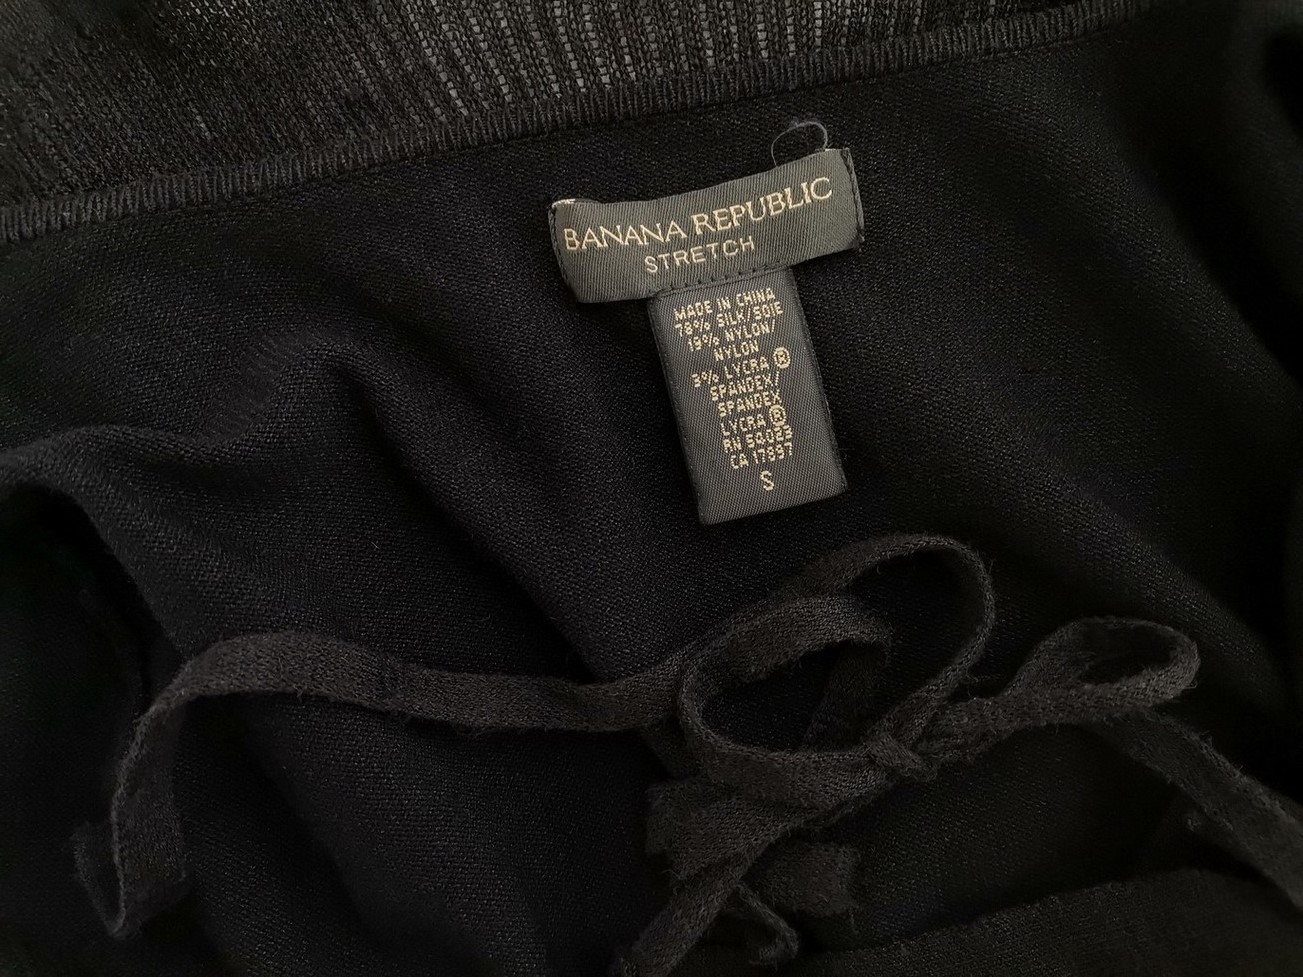 BANANA REPUBLIC
STRETCH
MADE IN CHINA
78% SILK/SOIE
19% NYLON/
NYLON
3% LYCRA ®
SPANDEX/
SPANDEX
LYCRA ®
RN 54023
CA 17897
S